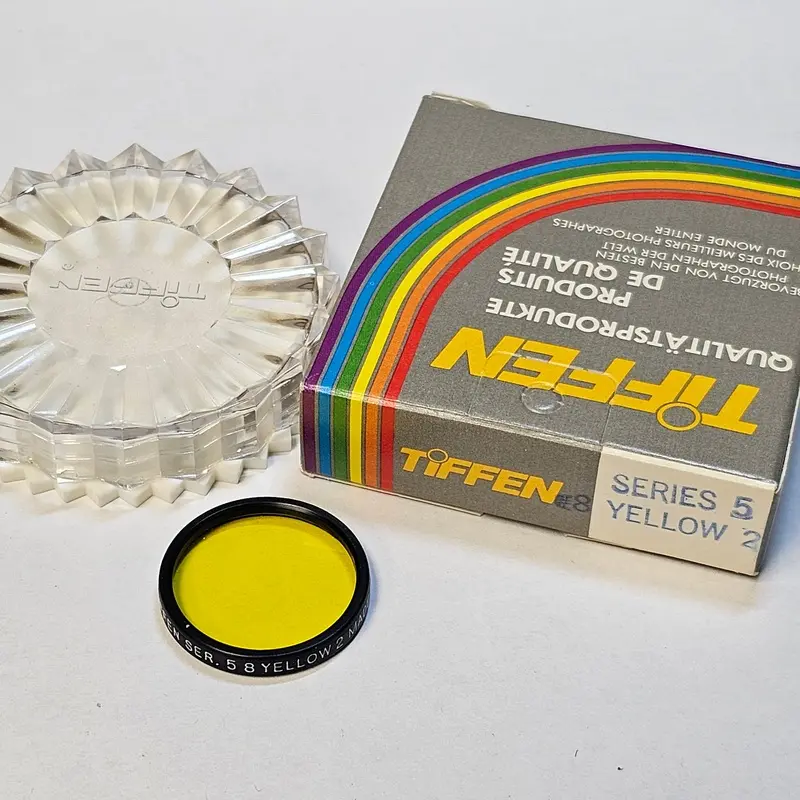 TIFFEN
TIFFEN
QUALITÄTSPRODUKTE
PRODUITS
DE QUALITÉ
BEVORZUGT VON DEN BESTEN
PHOTOGRAPHEN DER WELT
CHOIX DES MEILLEURS PHOTOGRAPHES
DU MONDE ENTIER
TIFFEN
#8
SERIES 5
YELLOW 2
SER. 5 8 YELLOW 2